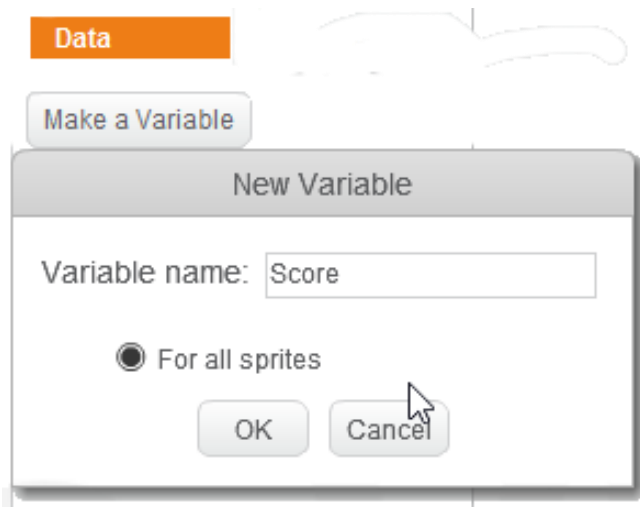 Data
Make a Variable
New Variable
Variable name: Score
For all sprites
OK Cancel